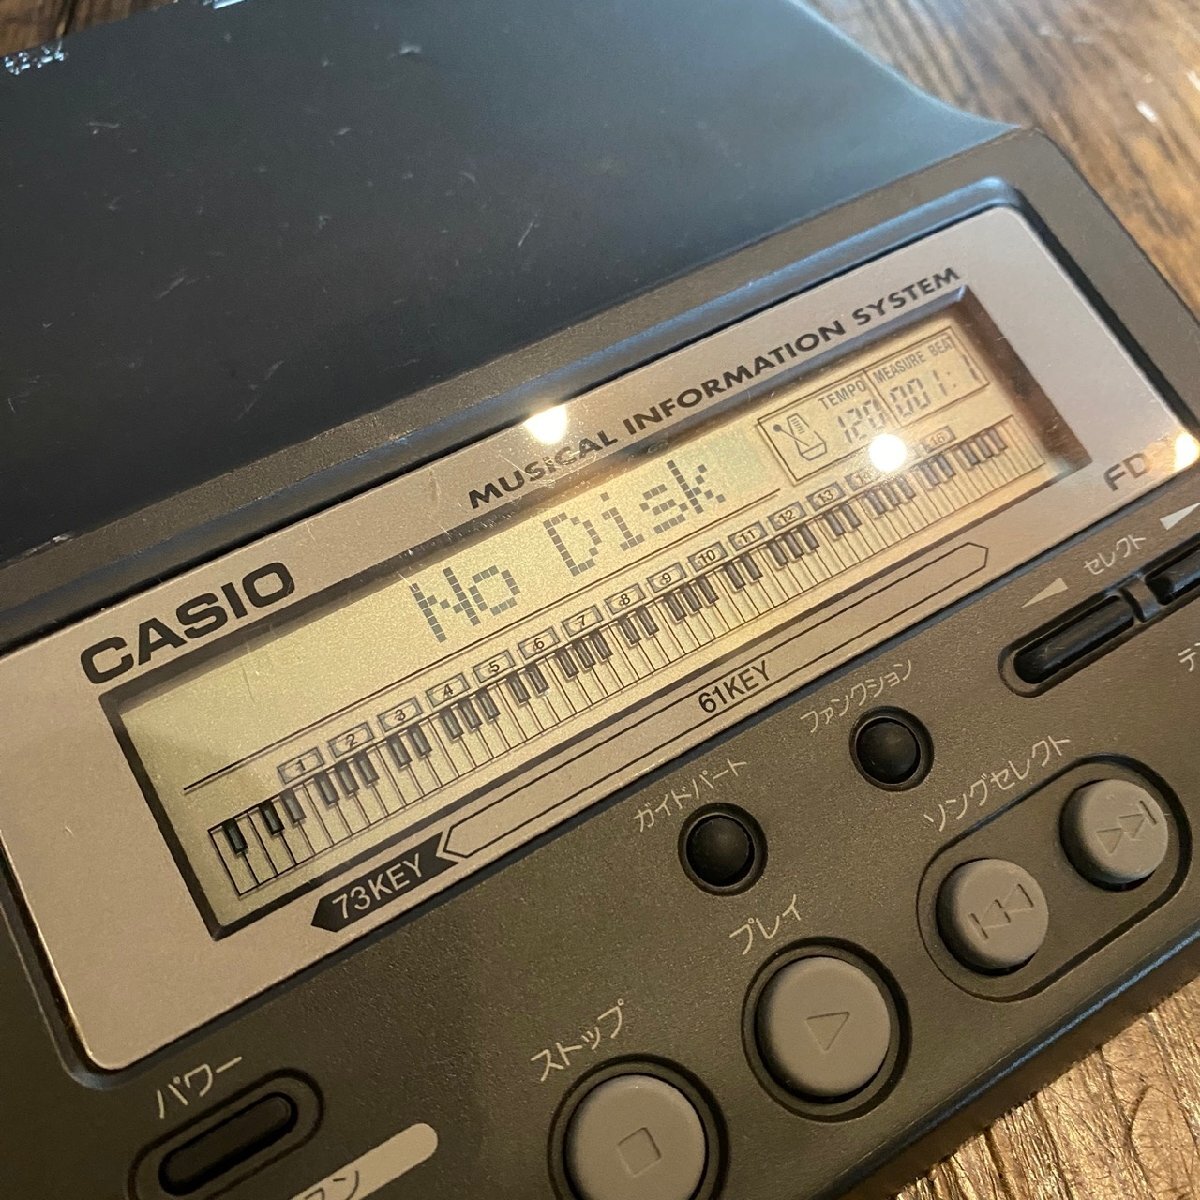 MUSICAL INFORMATION SYSTEM
CASIO
No Disk
TEMPO
120
MEASURE BEAT
001:1
1 2 3 4 5 6 7 8 9 10 11 12 13 14 16
61KEY
73KEY
FD
セレクト
ファンクション
ガイドパート
ソングセレクト
プレイ
ストップ
パワー